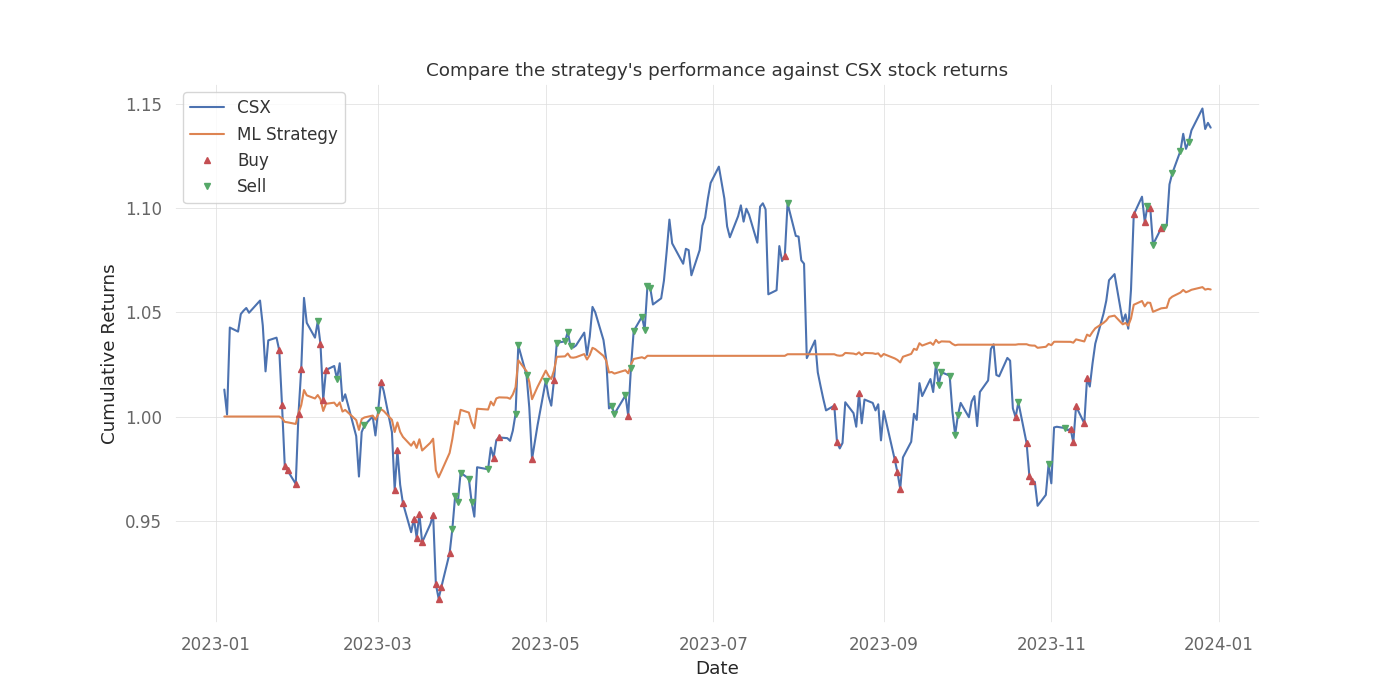 Compare the strategy's performance against CSX stock returns
CSX
ML Strategy
Buy
Sell
Cumulative Returns
1.15
1.10
1.05
1.00
0.95
2023-01
2023-03
2023-05
2023-07
2023-09
2023-11
2024-01
Date